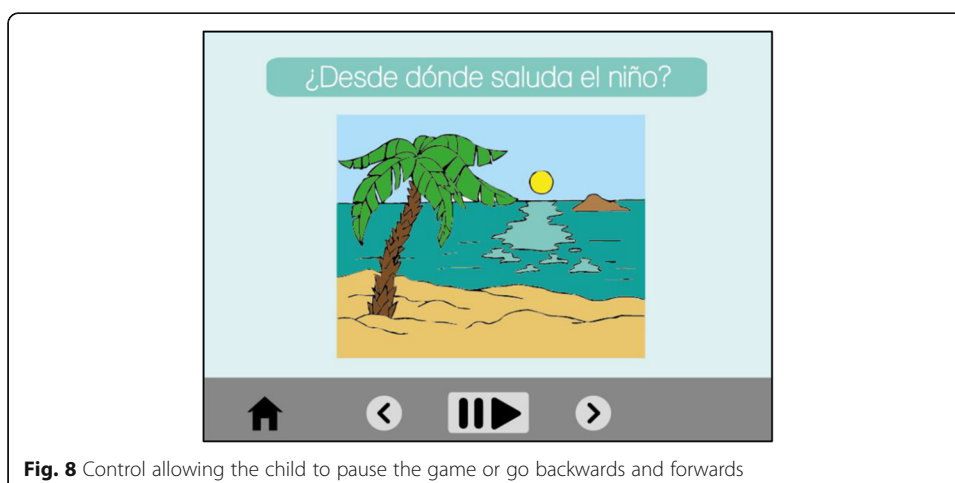 ¿Desde dónde saluda el niño?
Fig. 8 Control allowing the child to pause the game or go backwards and forwards